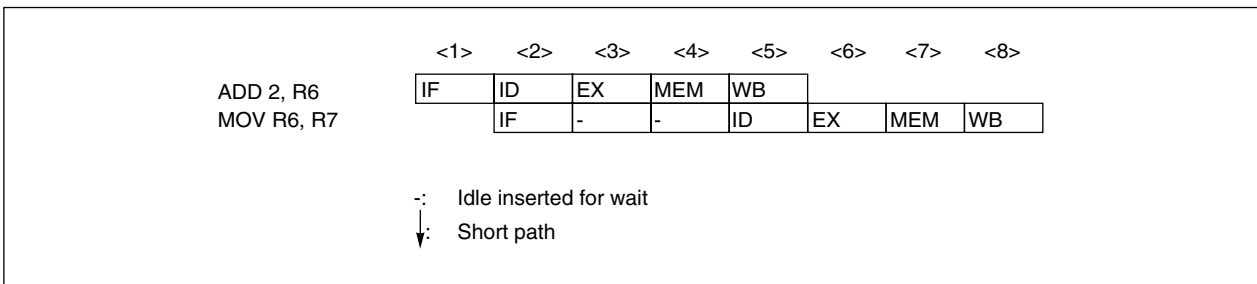 <1> <2> <3> <4> <5> <6> <7> <8>
ADD 2, R6 IF ID EX MEM WB
MOV R6, R7 IF - - ID EX MEM WB
-: Idle inserted for wait
: Short path